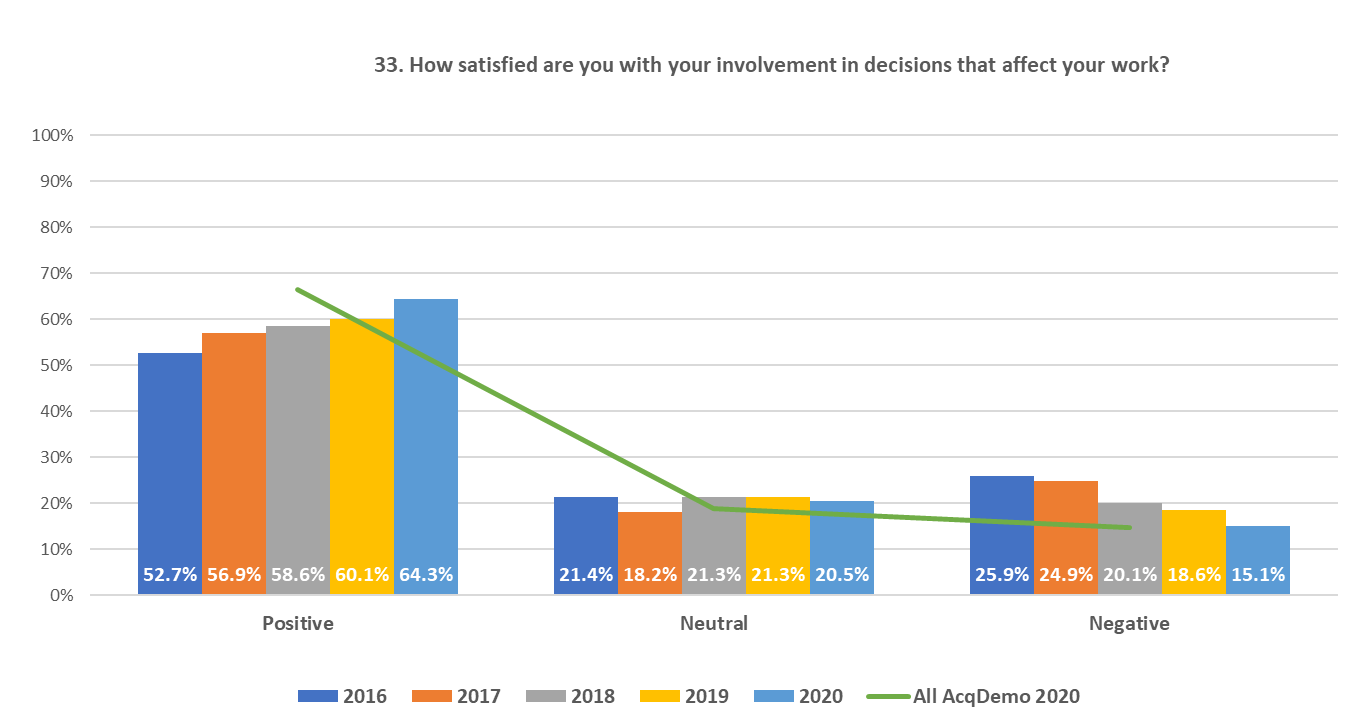 33. How satisfied are you with your involvement in decisions that affect your work?
100%
90%
80%
70%
60%
50%
40%
30%
20%
10%
0%
52.7% 56.9% 58.6% 60.1% 64.3% 21.4% 18.2% 21.3% 21.3% 20.5% 25.9% 24.9% 20.1% 18.6% 15.1%
Positive Neutral Negative
2016 2017 2018 2019 2020 All AcqDemo 2020